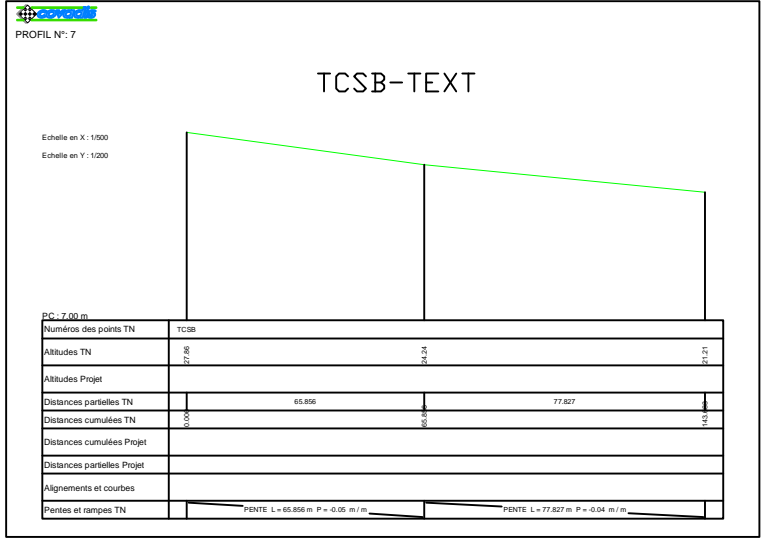 covadis
PROFIL N°: 7
TCSB-TEXT
Echelle en X : 1/500
Echelle en Y : 1/200
PC : 7.00 m
Numéros des points TN TCSB
Altitudes TN 27.86 24.24 21.21
Altitudes Projet
Distances partielles TN 65.856 77.827
Distances cumulées TN 0.000
Distances cumulées Projet
Distances partielles Projet
Alignements et courbes
Pentes et rampes TN PENTE L = 65.856 m P = -0.05 m / m PENTE L = 77.827 m P = -0.04 m / m